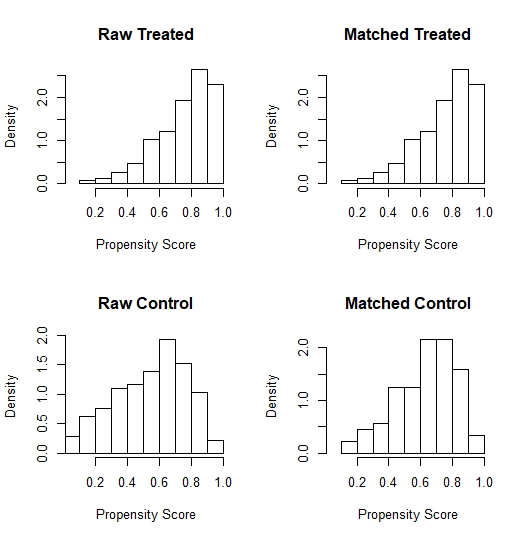 Raw Treated
Density
0.0 1.0 2.0
0.2 0.4 0.6 0.8 1.0
Propensity Score
Matched Treated
Density
0.0 1.0 2.0
0.2 0.4 0.6 0.8 1.0
Propensity Score
Raw Control
Density
0.0 0.5 1.0 1.5 2.0
0.2 0.4 0.6 0.8 1.0
Propensity Score
Matched Control
Density
0.0 1.0 2.0
0.2 0.4 0.6 0.8 1.0
Propensity Score